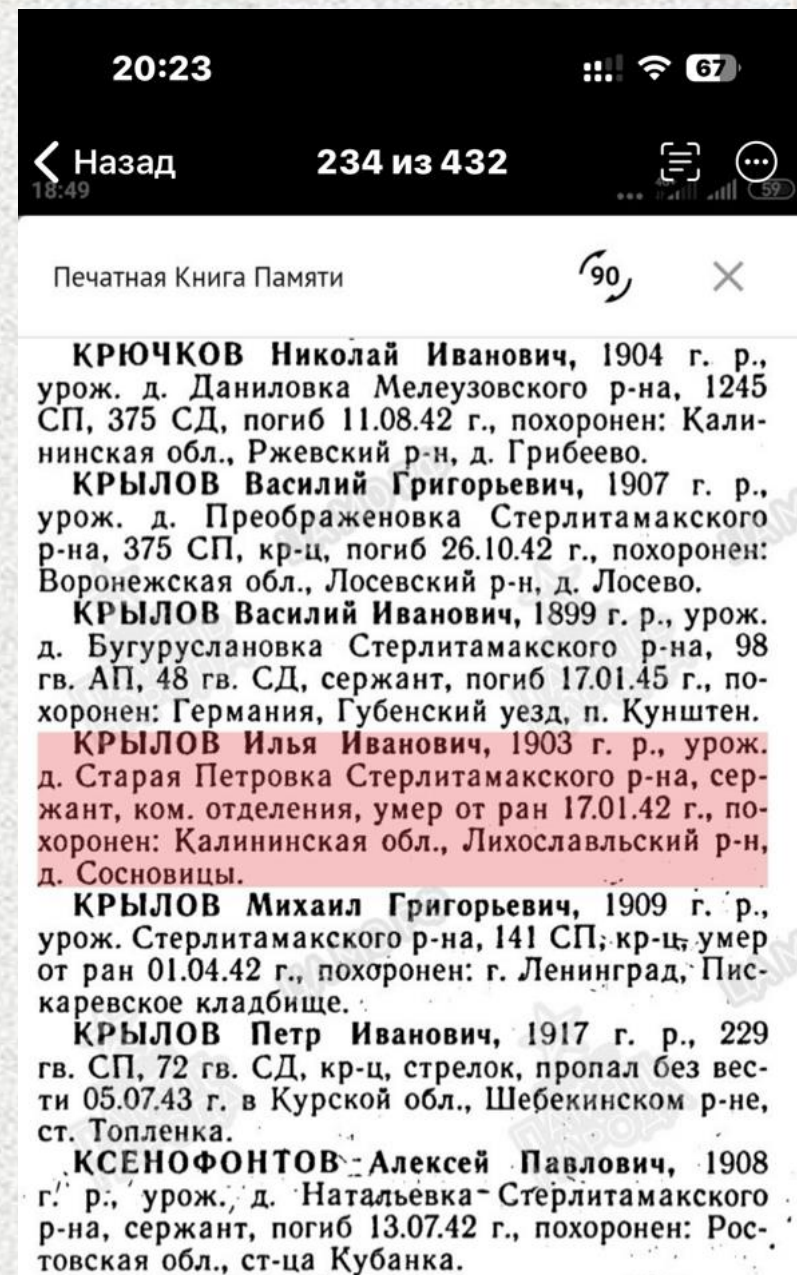 20:23
67
Назад
234 из 432
18:49
59
Печатная Книга Памяти
90
КРЮЧКОВ Николай Иванович, 1904 г. р.,
урож. д. Даниловка Мелеузовского р-на, 1245
СП, 375 СД, погиб 11.08.42 г., похоронен: Кали-
нинская обл., Ржевский р-н, д. Грибеево.
КРЫЛОВ Василий Григорьевич, 1907 г. р.,
урож. д. Преображеновка Стерлитамакского
р-на, 375 СП, кр-ц, погиб 26.10.42 г., похоронен:
Воронежская обл., Лосевский р-н, д. Лосево.
КРЫЛОВ Василий Иванович, 1899 г. р., урож.
д. Бугуруслановка Стерлитамакского р-на, 98
гв. АП, 48 гв. СД, сержант, погиб 17.01.45 г., по-
хоронен: Германия, Губенский уезд, п. Кунштен.
КРЫЛОВ Илья Иванович, 1903 г. р., урож.
д. Старая Петровка Стерлитамакского р-на, сер-
жант, ком. отделения, умер от ран 17.01.42 г., по-
хоронен: Калининская обл., Лихославльский р-н,
д. Сосновицы.
КРЫЛОВ Михаил Григорьевич, 1909 г. р.,
урож. Стерлитамакского р-на, 141 СП, кр-ц, умер
от ран 01.04.42 г., похоронен: г. Ленинград, Пис-
каревское кладбище.
КРЫЛОВ Петр Иванович, 1917 г. р., 229
гв. СП, 72 гв. СД, кр-ц, стрелок, пропал без вес-
ти 05.07.43 г. в Курской обл., Шебекинском р-не,
ст. Топленка.
КСЕНОФОНТОВ Алексей Павлович, 1908
г. р., урож. д. Натальевка Стерлитамакского
р-на, сержант, погиб 13.07.42 г., похоронен: Рос-
товская обл., ст-ца Кубанка.